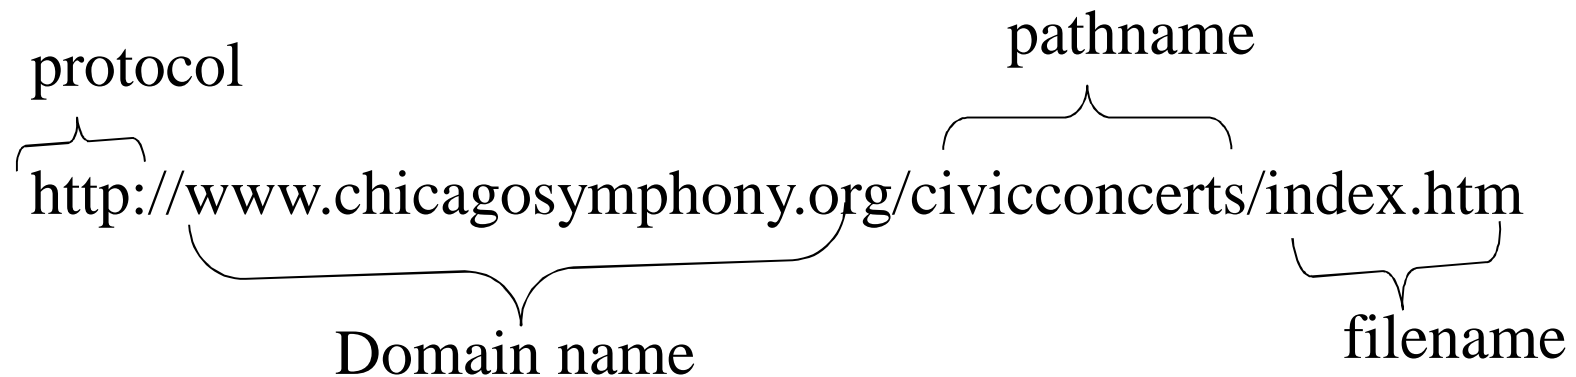 pathname
protocol
http://www.chicagosymphony.org/civicconcerts/index.htm
Domain name
filename